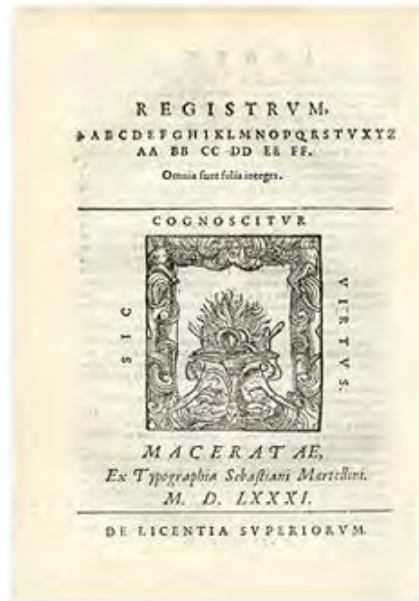 REGISTRVM,
A B C D E F G H I K L M N O P Q R S T V X Y Z
AA BB CC DD EE FF.
Omnia sunt folia integra.
COGNOSCITVR
SIC
VIRTVS.
MACERATAE,
Ex Typographia Sebastiani Martellini.
M. D. LXXXI.
DE LICENTIA SVPERIORVM